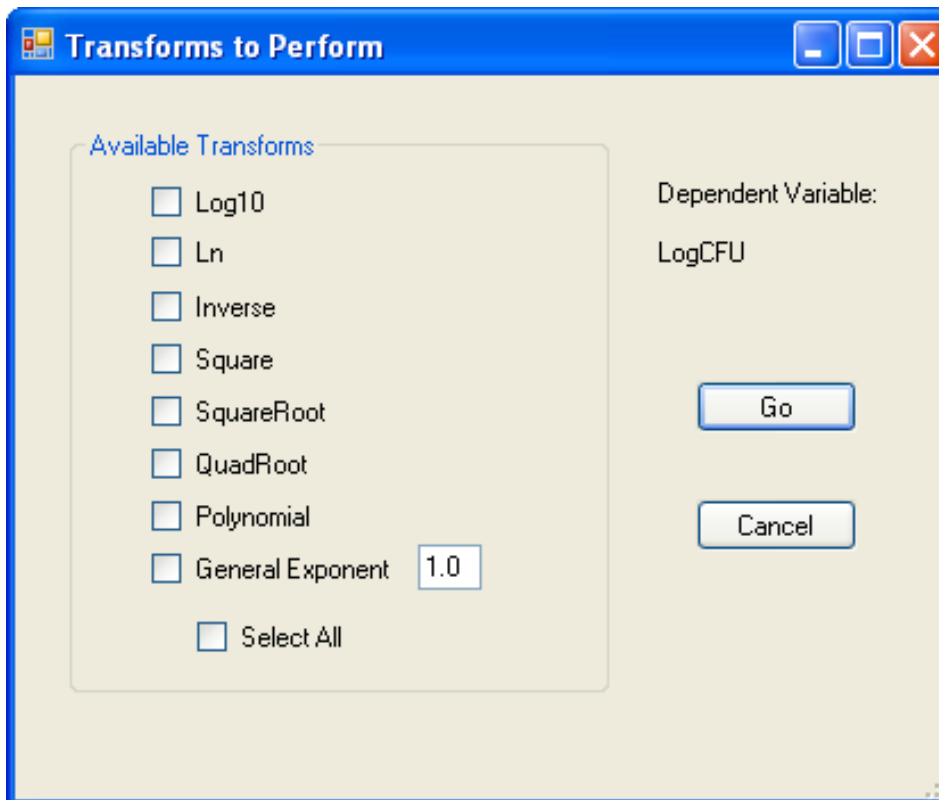 Transforms to Perform
Available Transforms
Log10
Ln
Inverse
Square
SquareRoot
QuadRoot
Polynomial
General Exponent 1.0
Select All
Dependent Variable:
LogCFU
Go
Cancel